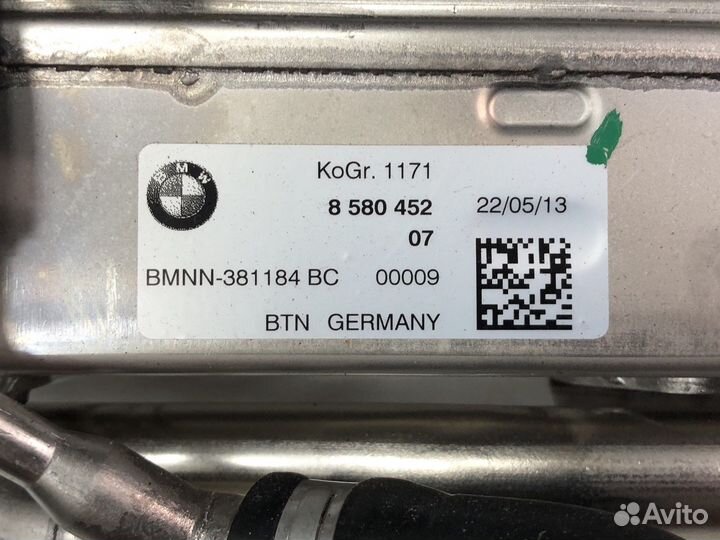 BMW
KoGr. 1171
8 580 452 22/05/13
07
BMNN-381184 BC 00009
BTN GERMANY
Avito